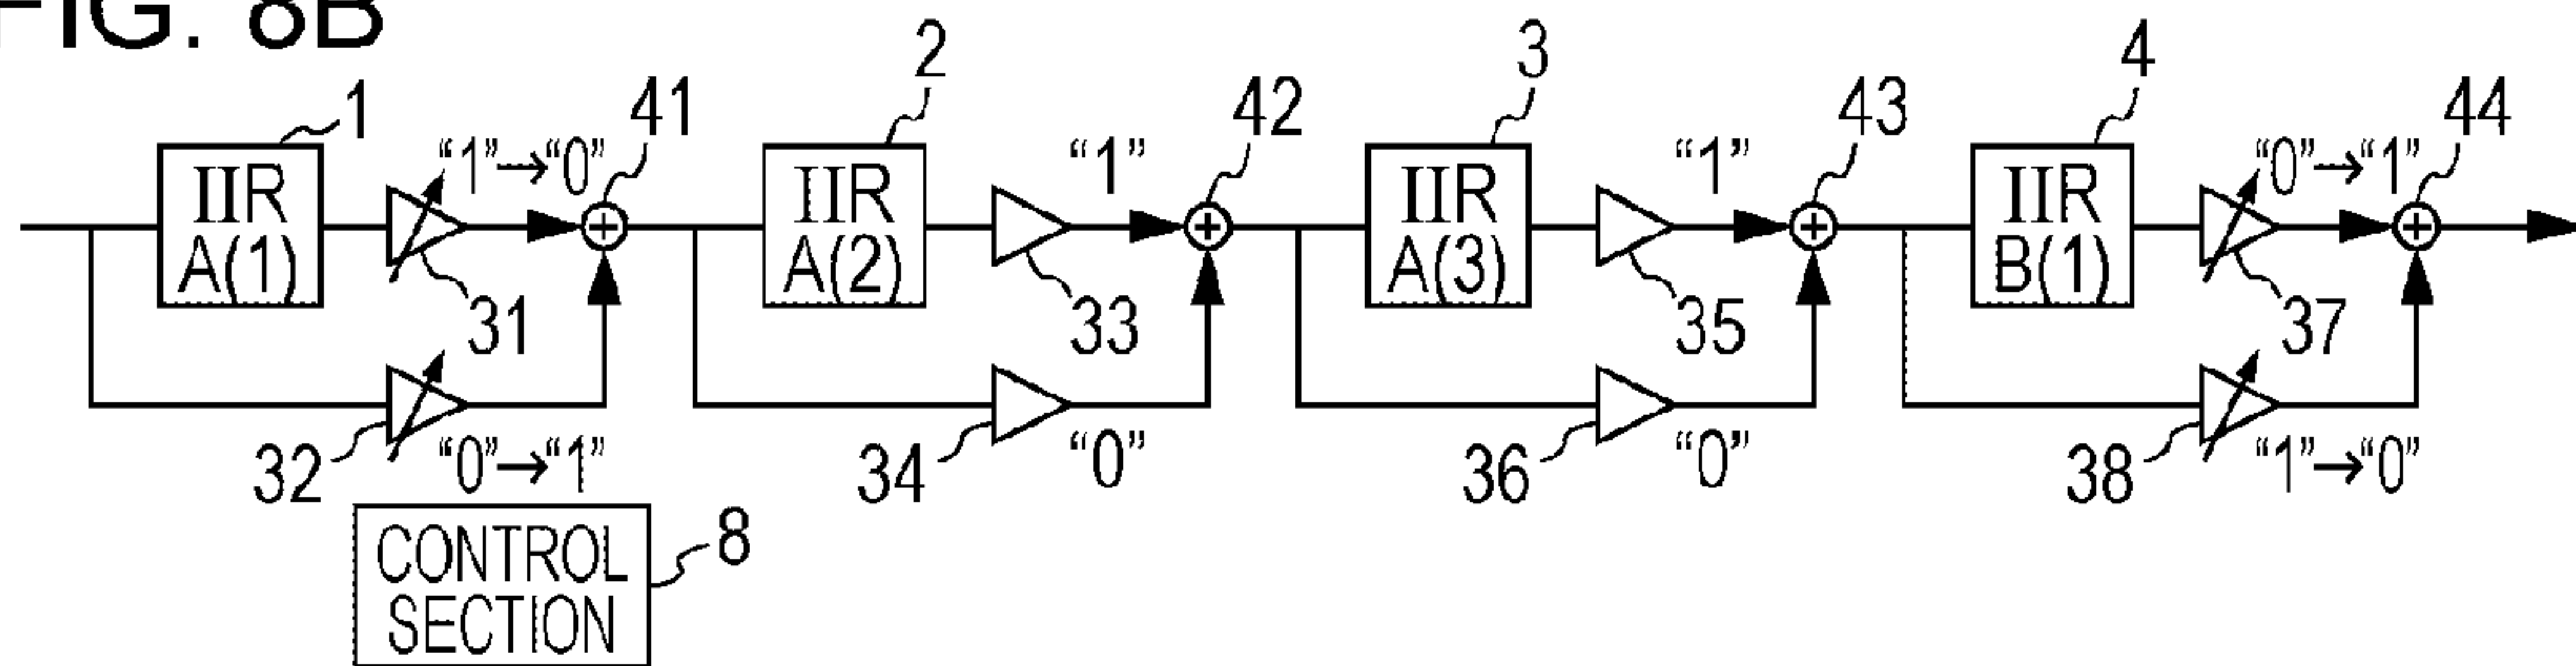 FIG. 8B
1
2
3
4
41
42
43
44
“1”→“0”
“1”
“1”
“0”→“1”
IIR
A(1)
IIR
A(2)
IIR
A(3)
IIR
B(1)
31
33
35
37
32
34
36
38
“0”→“1”
“0”
“0”
“1”→“0”
CONTROL
SECTION
8